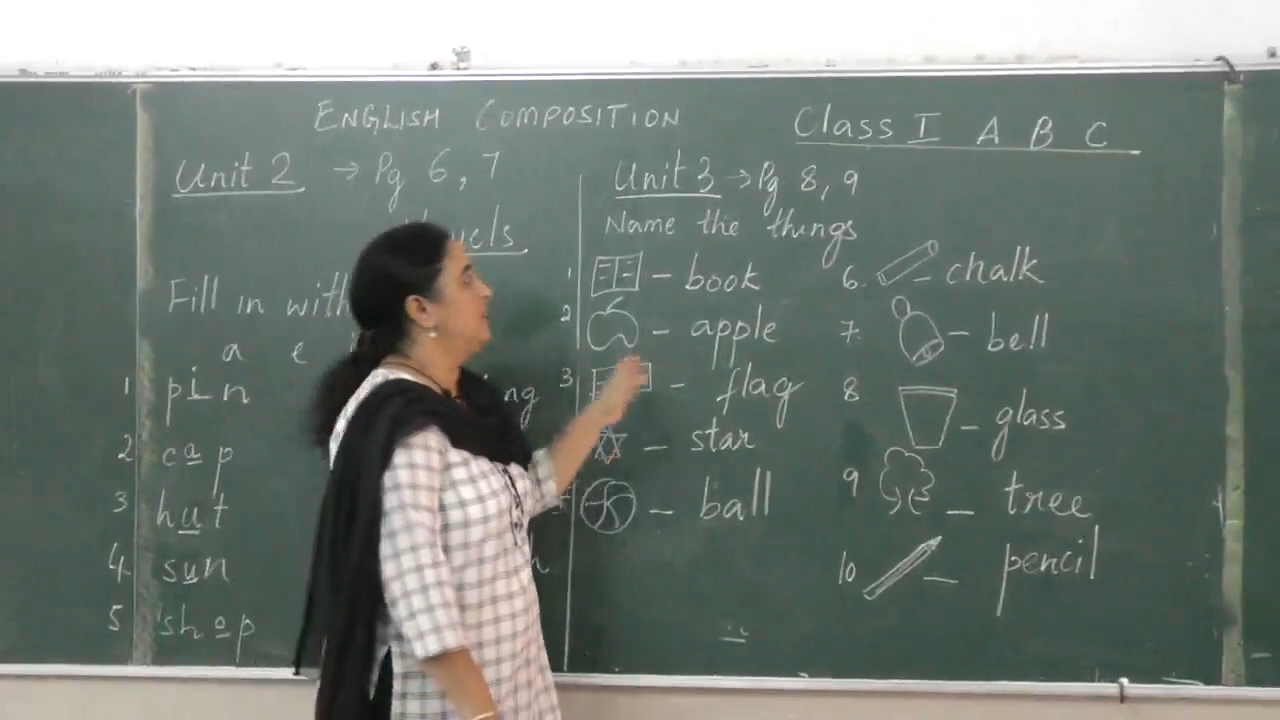 ENGLISH COMPOSITION
Class I A B C
Unit 2 → Pg 6, 7
Fill in with
a e
1 pin
2 cap
3 hut
4. sun
5 shop
Unit 3 → Pg 8, 9
Name the things
1 – book
2 – apple
3 – flag
– star
– ball
6. – chalk
7. – bell
8 – glass
9 – tree
10 – pencil